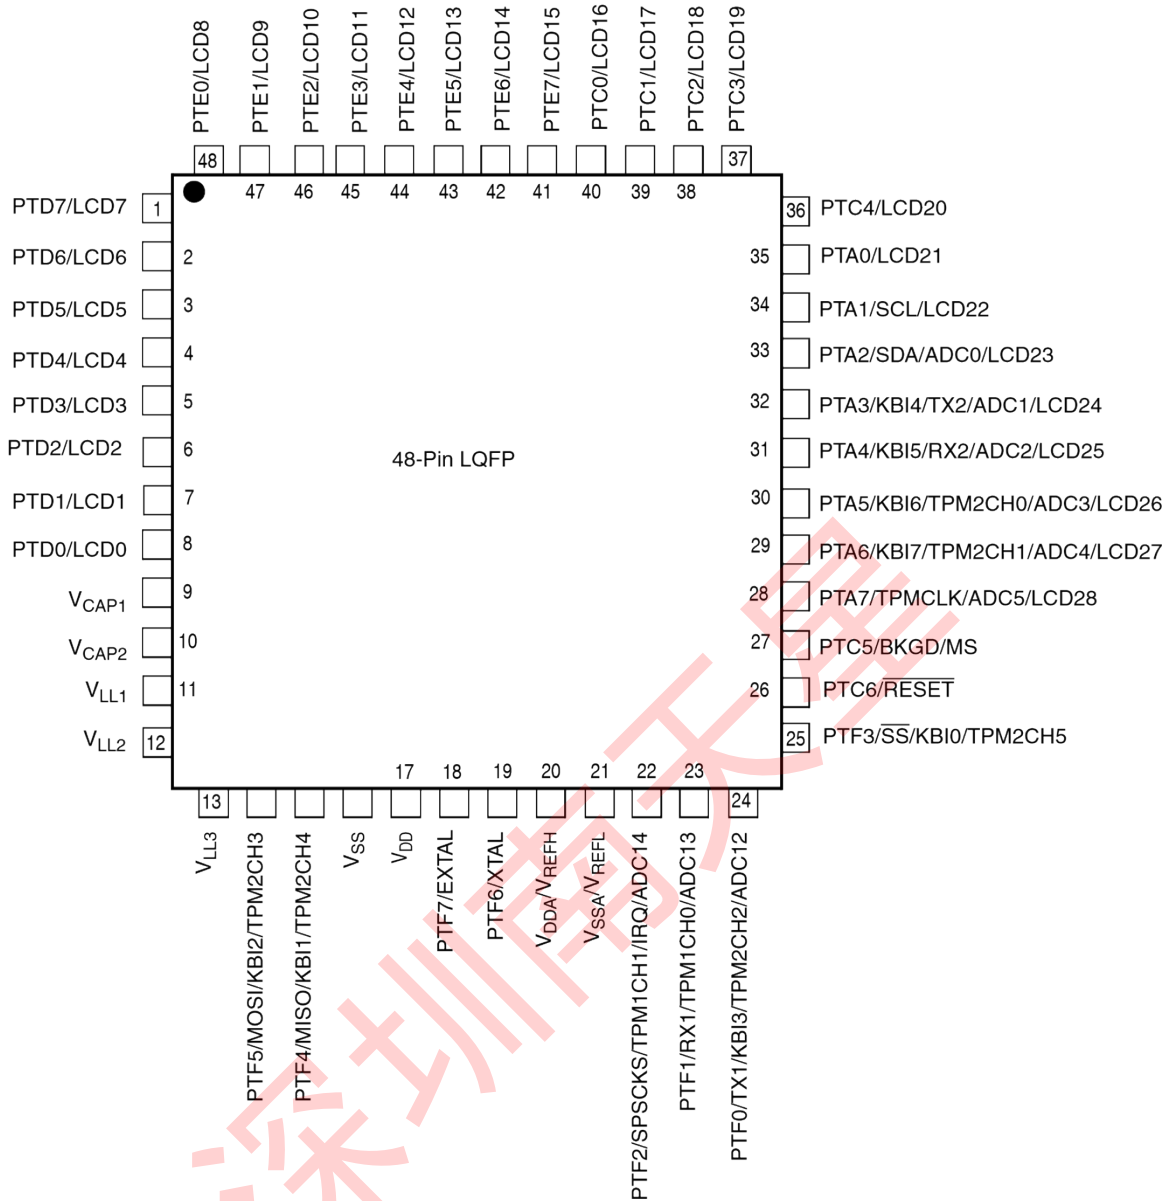 PTE0/LCD8
PTE1/LCD9
PTE2/LCD10
PTE3/LCD11
PTE4/LCD12
PTE5/LCD13
PTE6/LCD14
PTE7/LCD15
PTC0/LCD16
PTC1/LCD17
PTC2/LCD18
PTC3/LCD19
48
47
46
45
44
43
42
41
40
39
38
37
PTD7/LCD7 1
PTD6/LCD6 2
PTD5/LCD5 3
PTD4/LCD4 4
PTD3/LCD3 5
PTD2/LCD2 6
PTD1/LCD1 7
PTD0/LCD0 8
VCAP1 9
VCAP2 10
VLL1 11
VLL2 12
48-Pin LQFP
36 PTC4/LCD20
35 PTA0/LCD21
34 PTA1/SCL/LCD22
33 PTA2/SDA/ADC0/LCD23
32 PTA3/KBI4/TX2/ADC1/LCD24
31 PTA4/KBI5/RX2/ADC2/LCD25
30 PTA5/KBI6/TPM2CH0/ADC3/LCD26
29 PTA6/KBI7/TPM2CH1/ADC4/LCD27
28 PTA7/TPMCLK/ADC5/LCD28
27 PTC5/BKGD/MS
26 PTC6/RESET
25 PTF3/SS/KBI0/TPM2CH5
13
17
18
19
20
21
22
23
24
VLL3
PTF5/MOSI/KBI2/TPM2CH3
PTF4/MISO/KBI1/TPM2CH4
VSS
VDD
PTF7/EXTAL
PTF6/XTAL
VDDA/VREFH
VSSA/VREFL
PTF2/SPSCKS/TPM1CH1/IRQ/ADC14
PTF1/RX1/TPM1CH0/ADC13
PTF0/TX1/KBI3/TPM2CH2/ADC12
深圳南天星